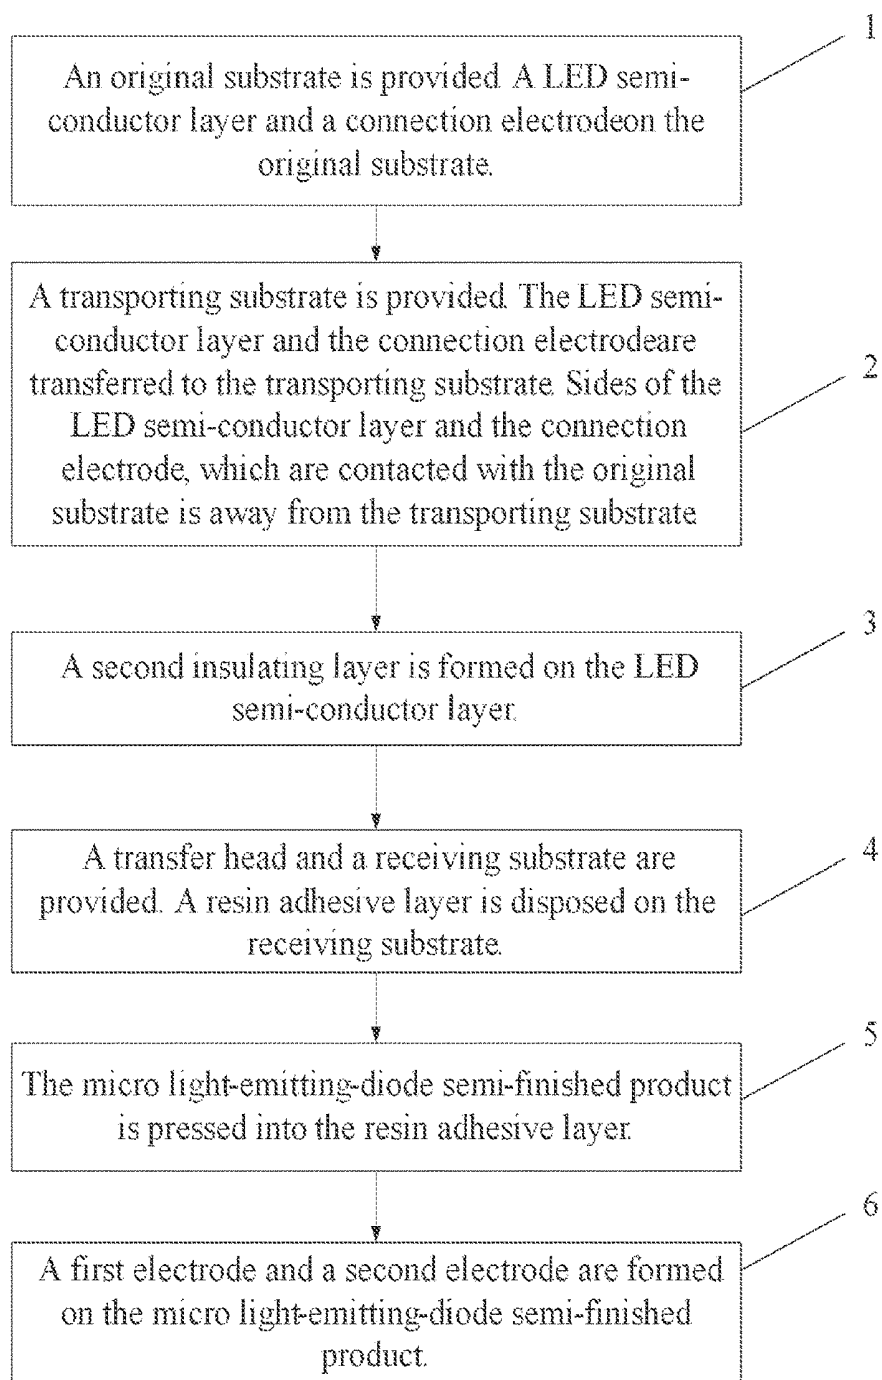 1
An original substrate is provided. A LED semi-
conductor layer and a connection electrodeon the
original substrate.
A transporting substrate is provided. The LED semi-
conductor layer and the connection electrodeare
transferred to the transporting substrate. Sides of the
LED semi-conductor layer and the connection
electrode, which are contacted with the original
substrate is away from the transporting substrate
2
3
A second insulating layer is formed on the LED
semi-conductor layer.
A transfer head and a receiving substrate are
provided. A resin adhesive layer is disposed on the
receiving substrate.
4
5
The micro light-emitting-diode semi-finished product
is pressed into the resin adhesive layer.
6
A first electrode and a second electrode are formed
on the micro light-emitting-diode semi-finished
product.